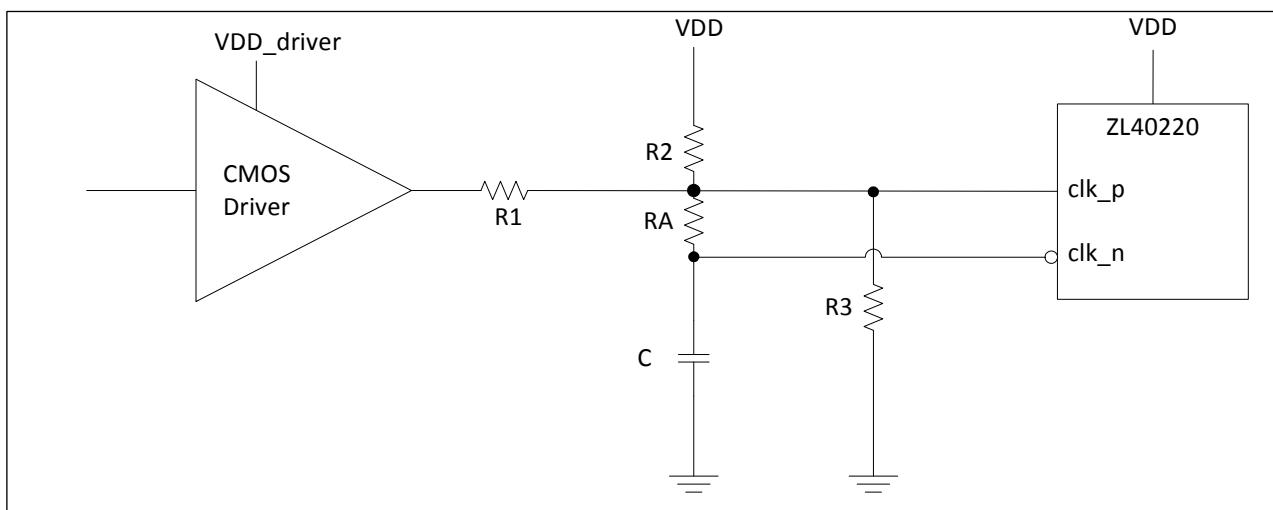 VDD_driver
VDD
VDD
ZL40220
R2
CMOS
Driver
clk_p
R1
RA
clk_n
R3
C